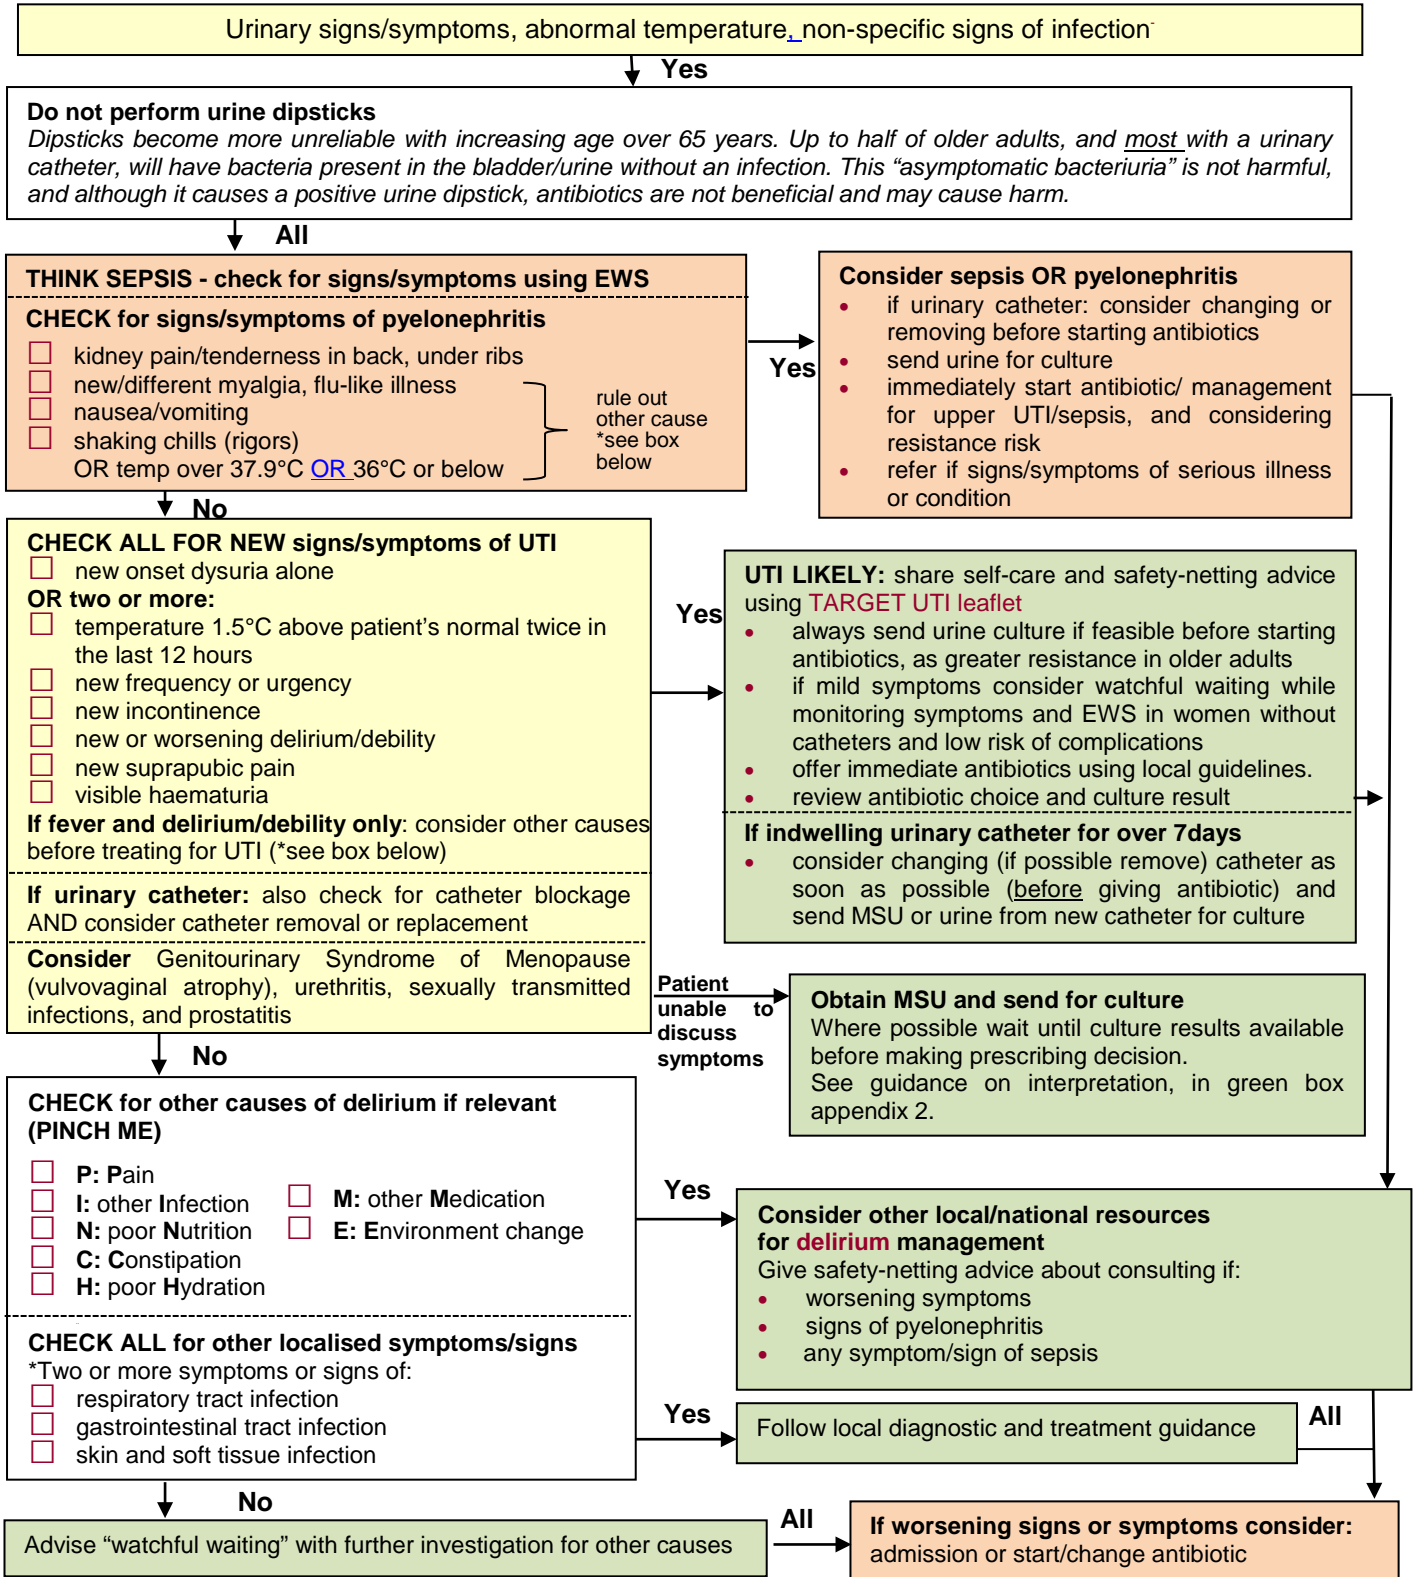 Urinary signs/symptoms, abnormal temperature, non-specific signs of infection
Yes
Do not perform urine dipsticks
Dipsticks become more unreliable with increasing age over 65 years. Up to half of older adults, and most with a urinary
catheter, will have bacteria present in the bladder/urine without an infection. This “asymptomatic bacteriuria” is not harmful,
and although it causes a positive urine dipstick, antibiotics are not beneficial and may cause harm.
All
THINK SEPSIS - check for signs/symptoms using EWS
CHECK for signs/symptoms of pyelonephritis
kidney pain/tenderness in back, under ribs
new/different myalgia, flu-like illness
nausea/vomiting
shaking chills (rigors)
OR temp over 37.9°C OR 36°C or below
rule out
other cause
*see box
below
Yes
Consider sepsis OR pyelonephritis
• if urinary catheter: consider changing or
removing before starting antibiotics
• send urine for culture
• immediately start antibiotic/ management
for upper UTI/sepsis, and considering
resistance risk
• refer if signs/symptoms of serious illness
or condition
No
CHECK ALL FOR NEW signs/symptoms of UTI
new onset dysuria alone
OR two or more:
temperature 1.5°C above patient’s normal twice in
the last 12 hours
new frequency or urgency
new incontinence
new or worsening delirium/debility
new suprapubic pain
visible haematuria
If fever and delirium/debility only: consider other causes
before treating for UTI (*see box below)
If urinary catheter: also check for catheter blockage
AND consider catheter removal or replacement
Consider Genitourinary Syndrome of Menopause
(vulvovaginal atrophy), urethritis, sexually transmitted
infections, and prostatitis
Yes
UTI LIKELY: share self-care and safety-netting advice
using TARGET UTI leaflet
• always send urine culture if feasible before starting
antibiotics, as greater resistance in older adults
• if mild symptoms consider watchful waiting while
monitoring symptoms and EWS in women without
catheters and low risk of complications
• offer immediate antibiotics using local guidelines.
• review antibiotic choice and culture result
If indwelling urinary catheter for over 7days
• consider changing (if possible remove) catheter as
soon as possible (before giving antibiotic) and
send MSU or urine from new catheter for culture
Patient
unable to
discuss
symptoms
Obtain MSU and send for culture
Where possible wait until culture results available
before making prescribing decision.
See guidance on interpretation, in green box
appendix 2.
No
CHECK for other causes of delirium if relevant
(PINCH ME)
P: Pain
I: other Infection
N: poor Nutrition
C: Constipation
H: poor Hydration
M: other Medication
E: Environment change
Yes
Consider other local/national resources
for delirium management
Give safety-netting advice about consulting if:
• worsening symptoms
• signs of pyelonephritis
• any symptom/sign of sepsis
CHECK ALL for other localised symptoms/signs
*Two or more symptoms or signs of:
respiratory tract infection
gastrointestinal tract infection
skin and soft tissue infection
Yes
Follow local diagnostic and treatment guidance
All
No
Advise “watchful waiting” with further investigation for other causes
All
If worsening signs or symptoms consider:
admission or start/change antibiotic